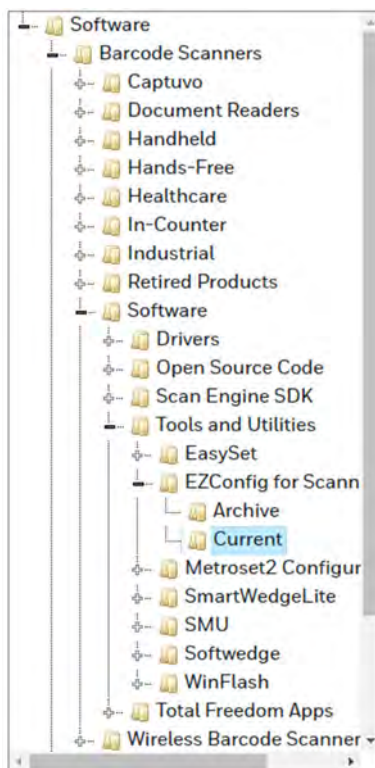 Software
Barcode Scanners
Captuvo
Document Readers
Handheld
Hands-Free
Healthcare
In-Counter
Industrial
Retired Products
Software
Drivers
Open Source Code
Scan Engine SDK
Tools and Utilities
EasySet
EZConfig for Scann
Archive
Current
Metroset2 Configur
SmartWedgeLite
SMU
Softwedge
WinFlash
Total Freedom Apps
Wireless Barcode Scanner